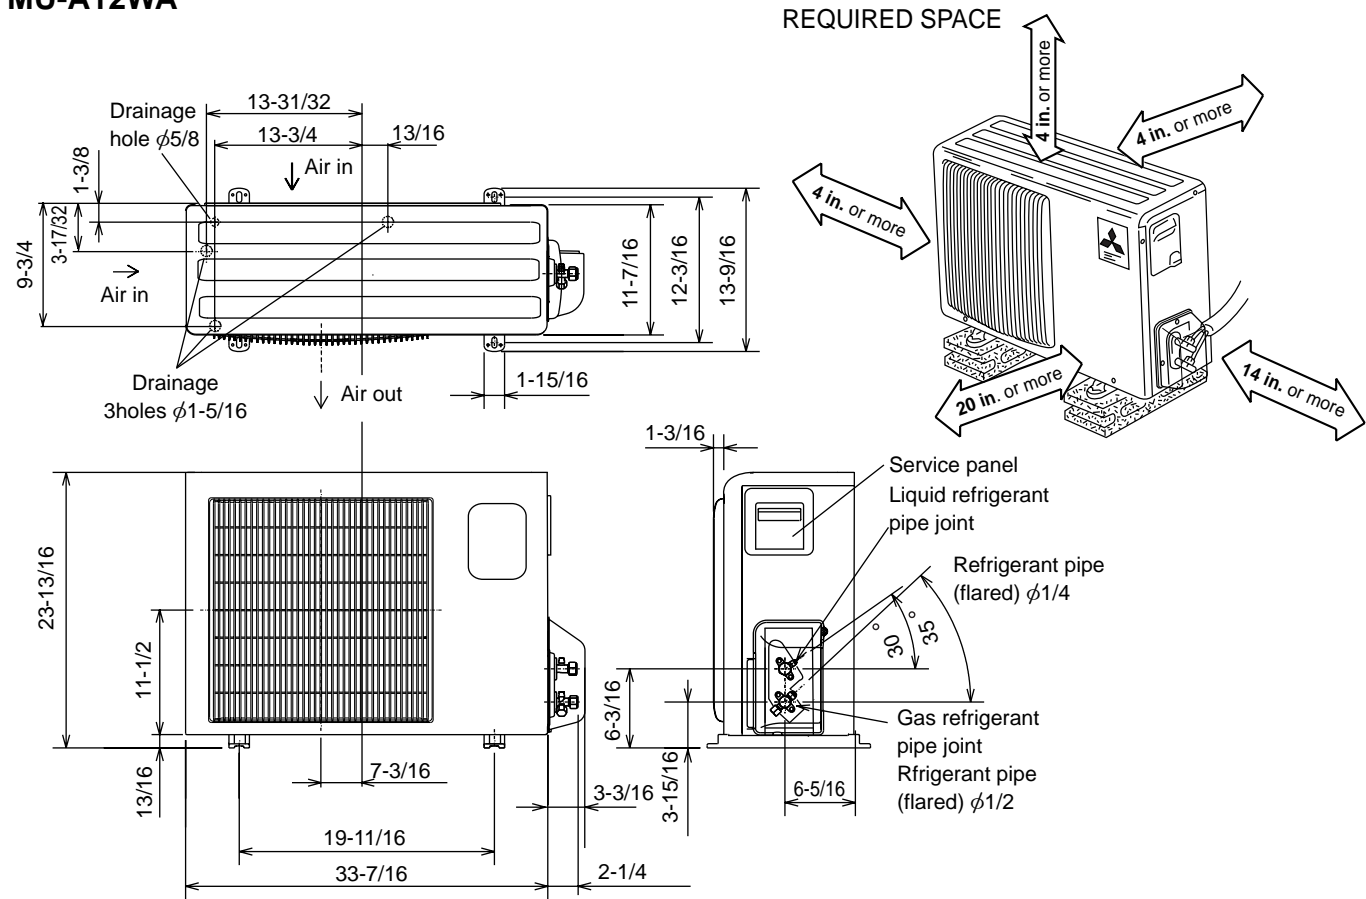 MU-A12WA
REQUIRED SPACE
4 in. or more
4 in. or more
4 in. or more
20 in. or more
14 in. or more
Drainage
hole ϕ5/8
13-31/32
13-3/4
13/16
Air in
1-3/8
3-17/32
9-3/4
Air in
11-7/16
12-3/16
13-9/16
Drainage
3holes ϕ1-5/16
Air out
1-15/16
23-13/16
11-1/2
13/16
7-3/16
3-3/16
19-11/16
33-7/16
2-1/4
1-3/16
Service panel
Liquid refrigerant
pipe joint
Refrigerant pipe
(flared) ϕ1/4
30°
35°
6-3/16
3-15/16
6-5/16
Gas refrigerant
pipe joint
Rfrigerant pipe
(flared) ϕ1/2